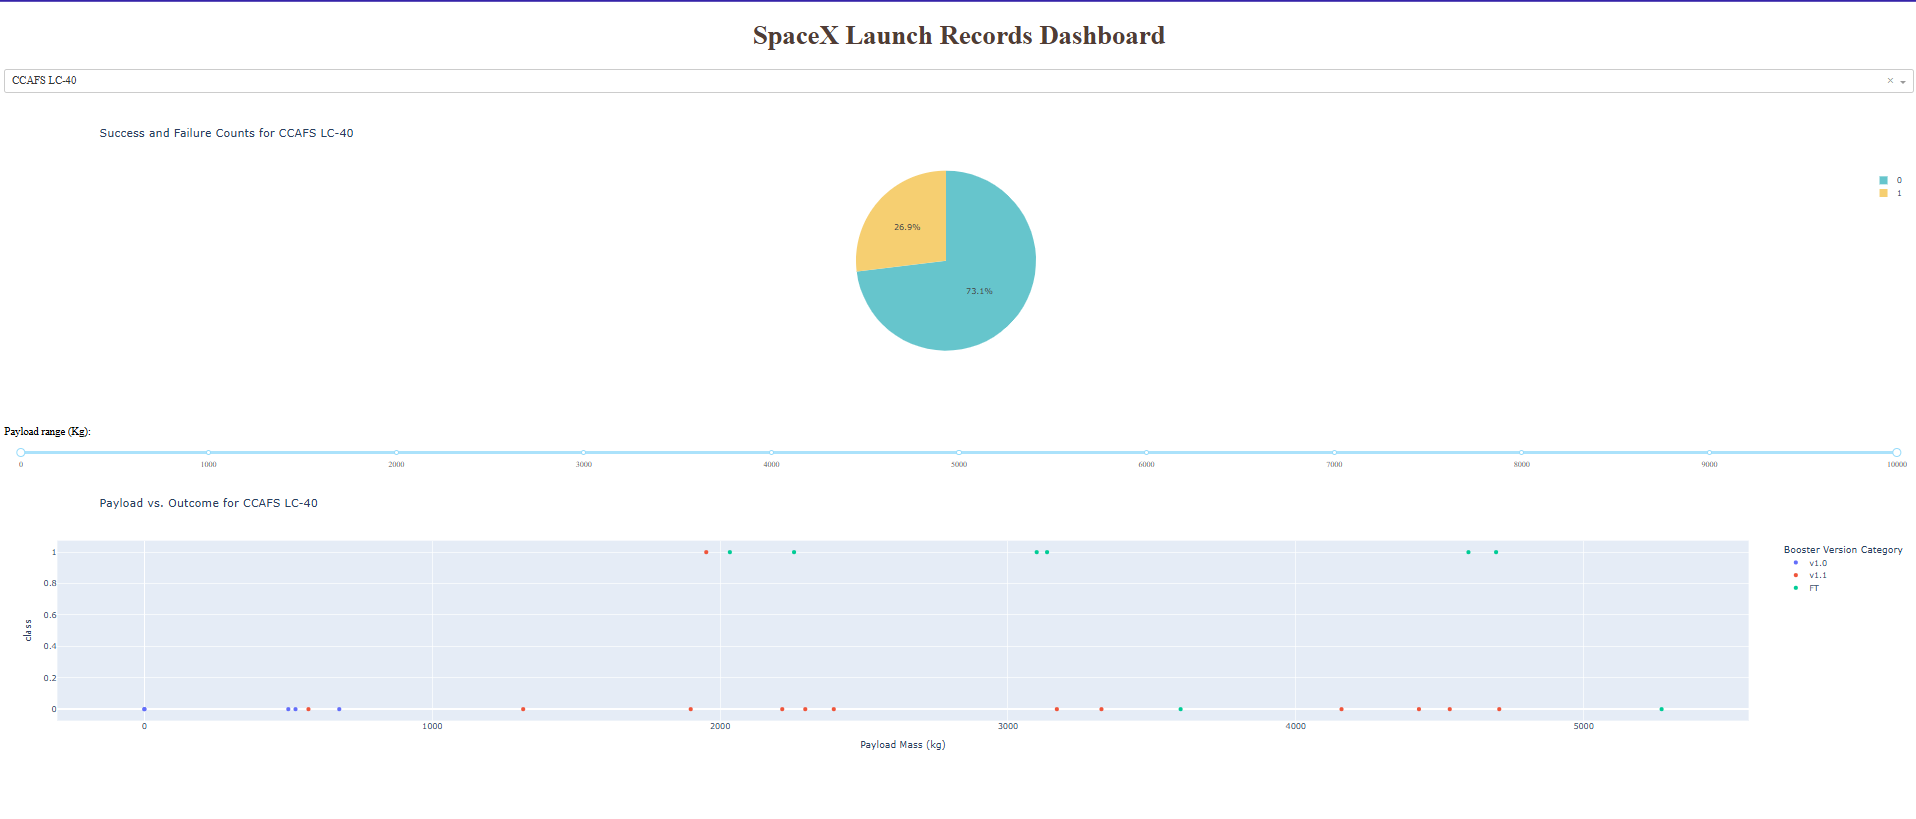 SpaceX Launch Records Dashboard
CCAFS LC-40
×
Success and Failure Counts for CCAFS LC-40
0
1
26.9%
73.1%
Payload range (Kg):
0 1000 2000 3000 4000 5000 6000 7000 8000 9000 10000
Payload vs. Outcome for CCAFS LC-40
Booster Version Category
v1.0
v1.1
FT
1
0.8
0.6
0.4
0.2
0
class
0 1000 2000 3000 4000 5000
Payload Mass (kg)